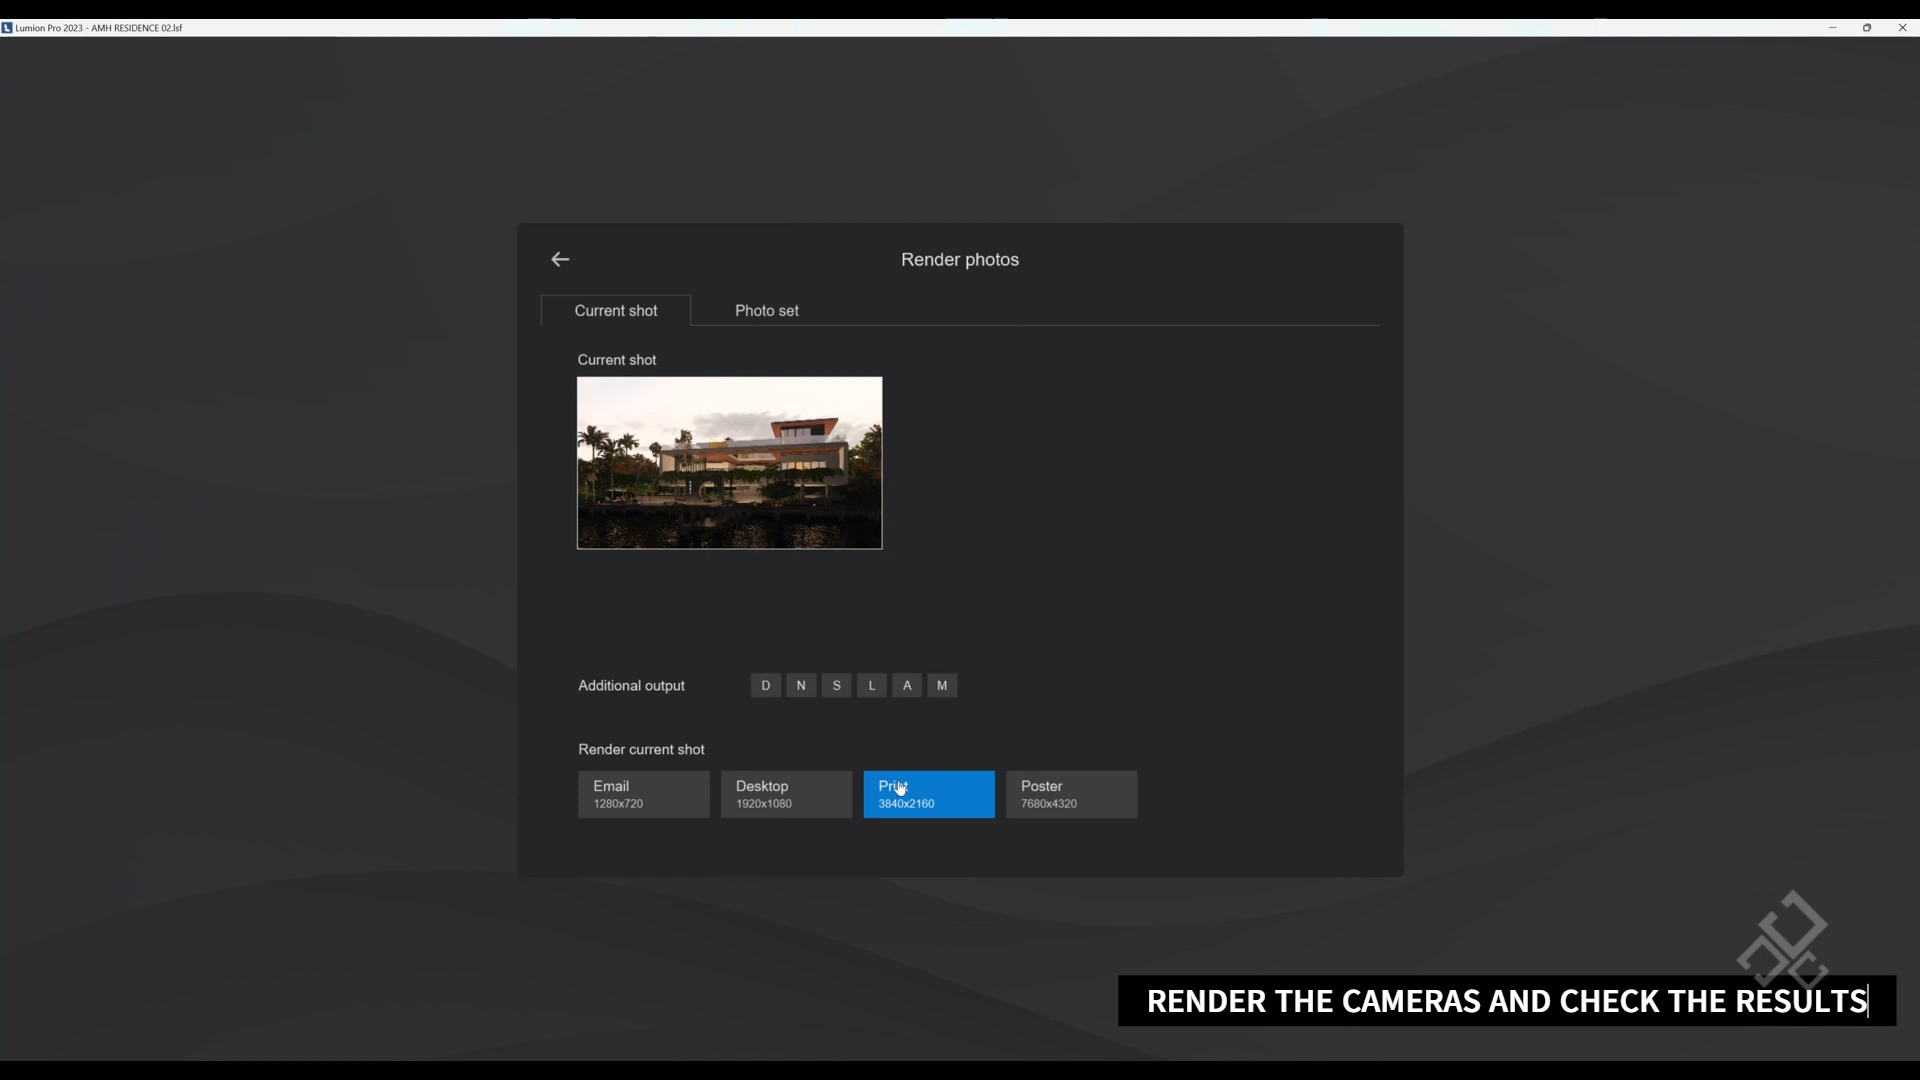 Lumion Pro 2023 - AMH RESIDENCE 02.lsf
Render photos
Current shot
Photo set
Current shot
Additional output
D N S L A M
Render current shot
Email
1280x720
Desktop
1920x1080
Print
3840x2160
Poster
7680x4320
RENDER THE CAMERAS AND CHECK THE RESULTS